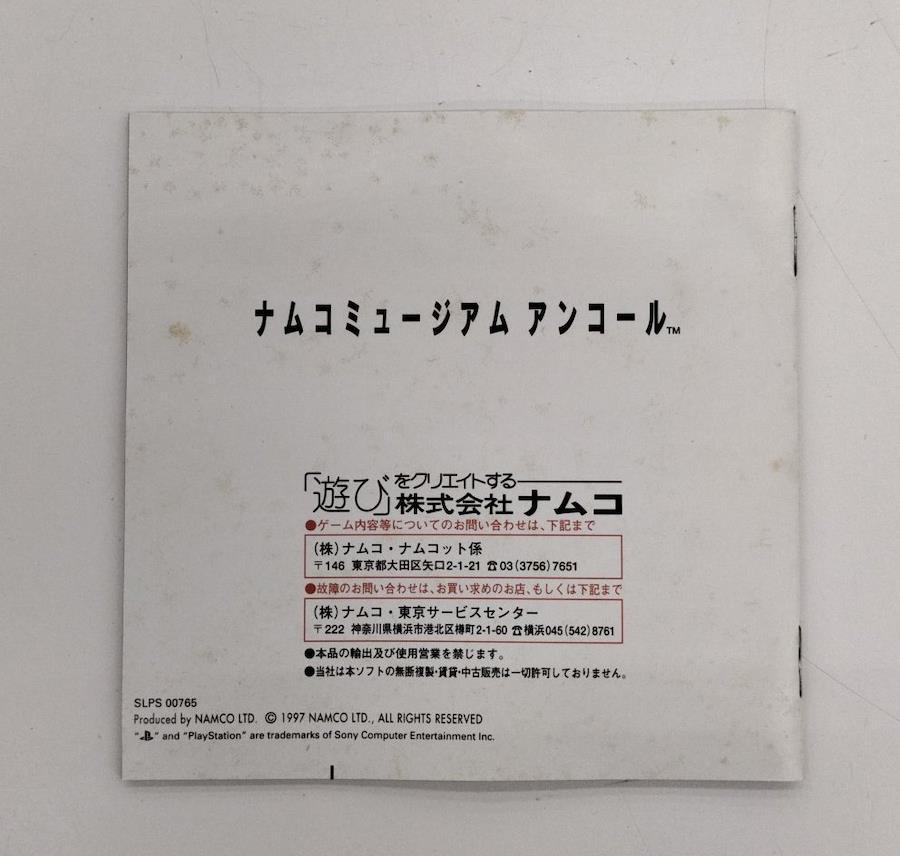 ナムコミュージアム アンコール™
「遊び」をクリエイトする
株式会社ナムコ
●ゲーム内容等についてのお問い合わせは、下記まで
(株)ナムコ・ナムコット係
〒146 東京都大田区矢口2-1-21 ☎03(3756)7651
●故障のお問い合わせは、お買い求めのお店、もしくは下記まで
(株)ナムコ・東京サービスセンター
〒222 神奈川県横浜市港北区樽町2-1-60 ☎横浜045(542)8761
●本品の輸出及び使用営業を禁じます。
●当社は本ソフトの無断複製・賃貸・中古販売は一切許可しておりません。
SLPS 00765
Produced by NAMCO LTD. © 1997 NAMCO LTD., ALL RIGHTS RESERVED
" " and "PlayStation" are trademarks of Sony Computer Entertainment Inc.